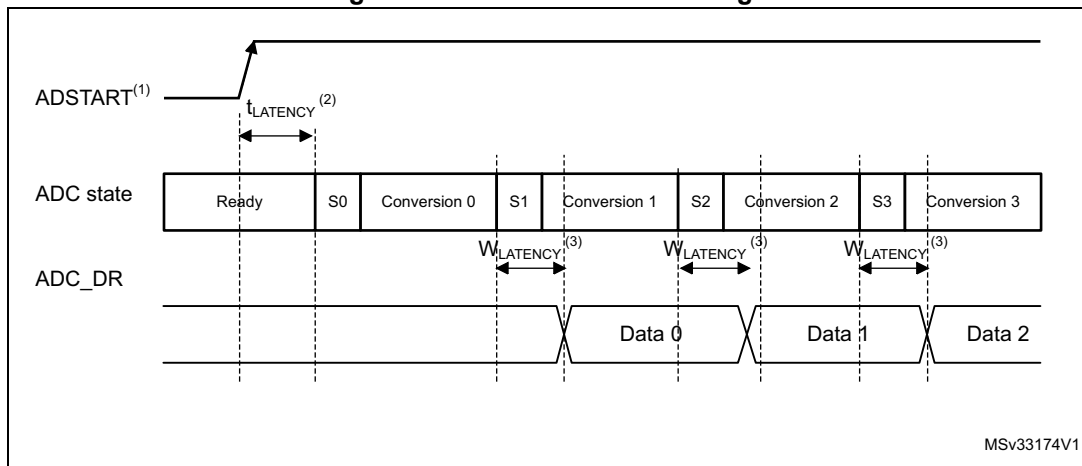 ADSTART(1)
tLATENCY (2)
ADC state
Ready S0 Conversion 0 S1 Conversion 1 S2 Conversion 2 S3 Conversion 3
WLATENCY(3) WLATENCY(3) WLATENCY(3)
ADC_DR
Data 0 Data 1 Data 2
MSv33174V1